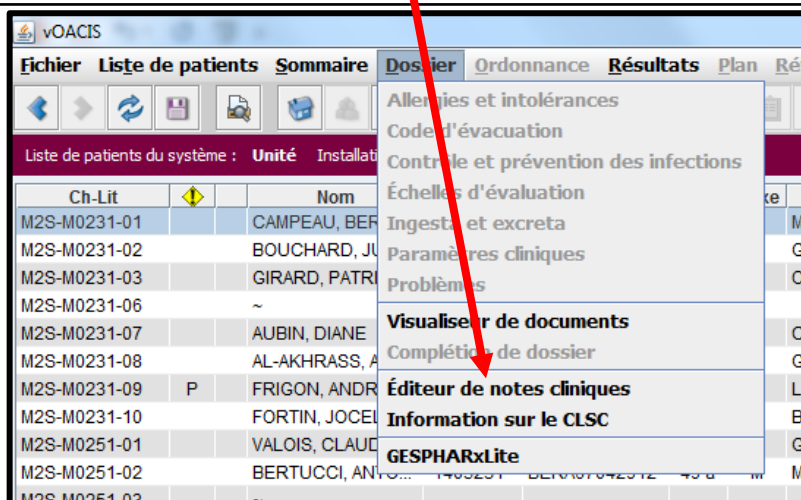 vOACIS
Fichier Liste de patients Sommaire Dossier Ordonnance Résultats Plan
Allergies et intolérances
Code d'évacuation
Contrôle et prévention des infections
Échelles d'évaluation
Ingesta et excreta
Paramètres cliniques
Problèmes
Visualiseur de documents
Complétion de dossier
Éditeur de notes cliniques
Information sur le CLSC
GESPHARxLite
Liste de patients du système : Unité
Ch-Lit Nom
M2S-M0231-01 CAMPEAU, BER
M2S-M0231-02 BOUCHARD, JU
M2S-M0231-03 GIRARD, PATRI
M2S-M0231-06 ~
M2S-M0231-07 AUBIN, DIANE
M2S-M0231-08 AL-AKHRASS, A
M2S-M0231-09 P FRIGON, ANDR
M2S-M0231-10 FORTIN, JOCEL
M2S-M0251-01 VALOIS, CLAUD
M2S-M0251-02 BERTUCCI, ANTO...
M2S-M0251-03 ~